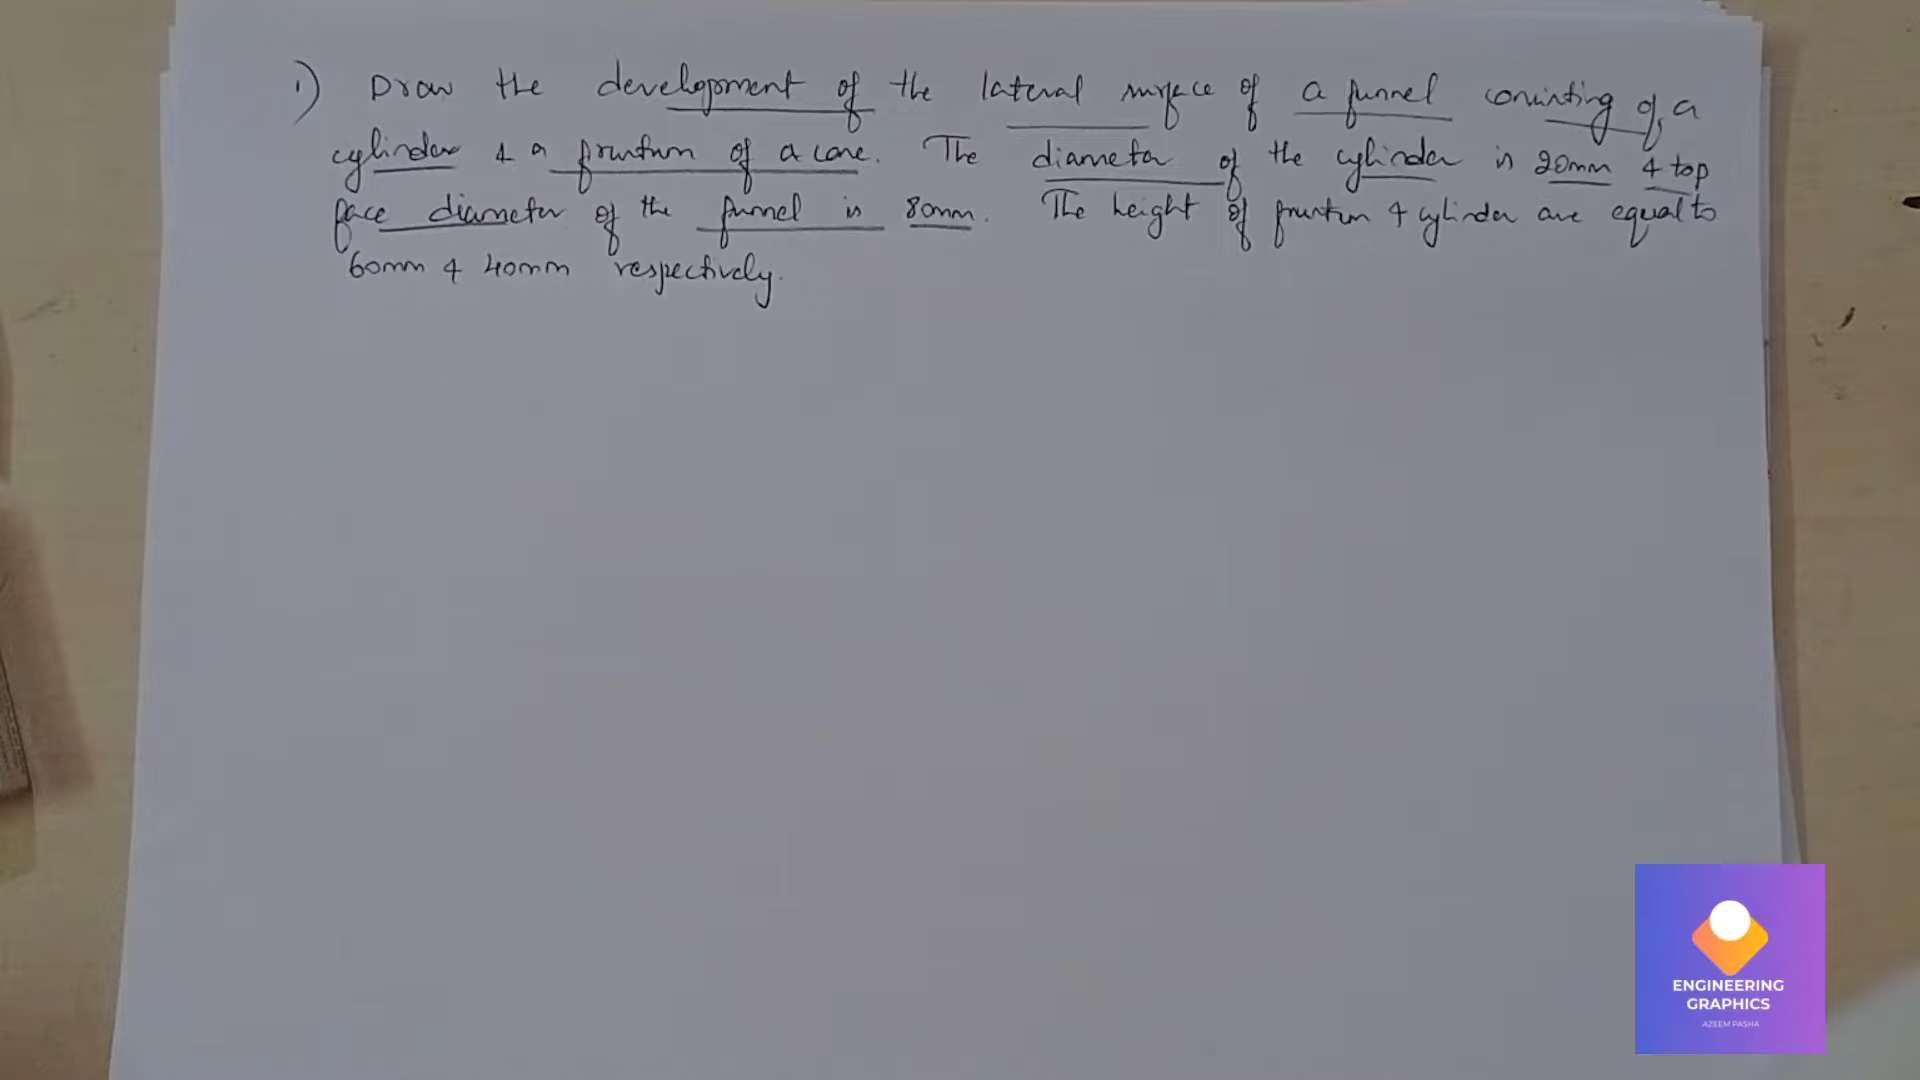 1) Draw the development of the lateral surface of a funnel consisting of a
cylinder & a frustum of a cone. The diameter of the cylinder is 20mm & top
face diameter of the funnel is 80mm. The height of frustum & cylinder are equal to
60mm & 40mm respectively.
ENGINEERING
GRAPHICS
AZEEM PASHA